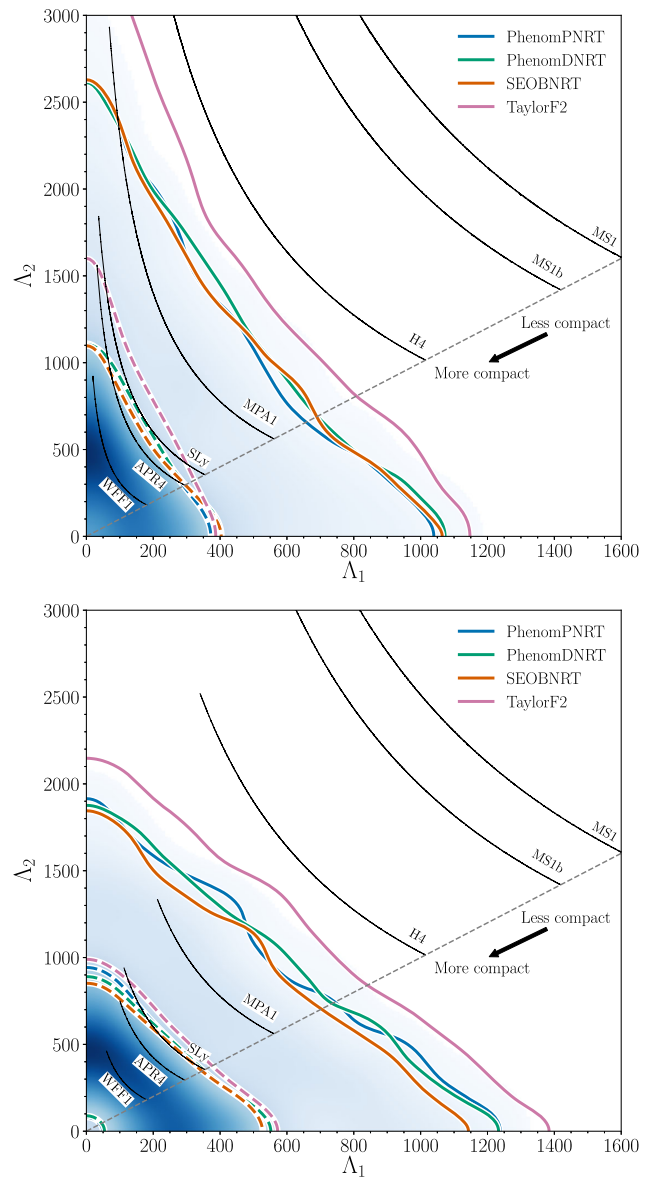 3000
2500
2000
1500
1000
500
0
Λ2
PhenomPNRT
PhenomDNRT
SEOBNRT
TaylorF2
MS1
MS1b
H4
Less compact
More compact
MPA1
SLy
APR4
WFF1
0 200 400 600 800 1000 1200 1400 1600
Λ1
3000
2500
2000
1500
1000
500
0
Λ2
PhenomPNRT
PhenomDNRT
SEOBNRT
TaylorF2
MS1
MS1b
H4
Less compact
More compact
MPA1
SLy
APR4
WFF1
0 200 400 600 800 1000 1200 1400 1600
Λ1